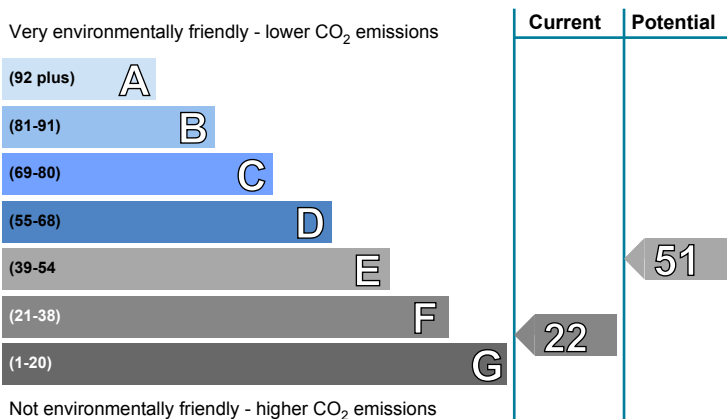 Current Potential
Very environmentally friendly - lower CO2 emissions
(92 plus) A
(81-91) B
(69-80) C
(55-68) D
(39-54 E
51
(21-38) F
22
(1-20) G
Not environmentally friendly - higher CO2 emissions